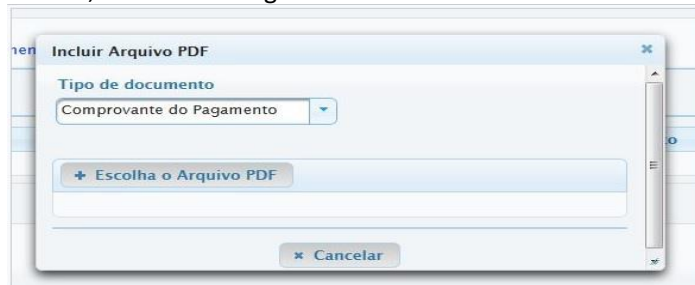 Incluir Arquivo PDF
Tipo de documento
Comprovante do Pagamento
+ Escolha o Arquivo PDF
× Cancelar